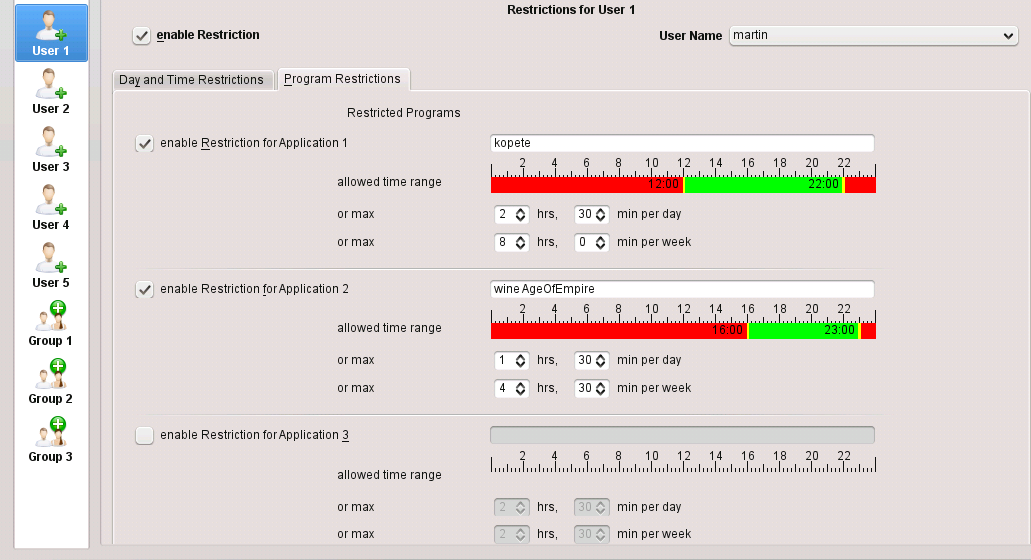 Restrictions for User 1
enable Restriction User Name martin
User 1
User 2
User 3
User 4
User 5
Group 1
Group 2
Group 3
Day and Time Restrictions Program Restrictions
Restricted Programs
enable Restriction for Application 1 kopete
2 4 6 8 10 12 14 16 18 20 22
allowed time range 12:00 22:00
or max 2 hrs, 30 min per day
or max 8 hrs, 0 min per week
enable Restriction for Application 2 wine AgeOfEmpire
2 4 6 8 10 12 14 16 18 20 22
allowed time range 16:00 23:00
or max 1 hrs, 30 min per day
or max 4 hrs, 30 min per week
enable Restriction for Application 3
2 4 6 8 10 12 14 16 18 20 22
allowed time range
or max 2 hrs, 30 min per day
or max 2 hrs, 30 min per week